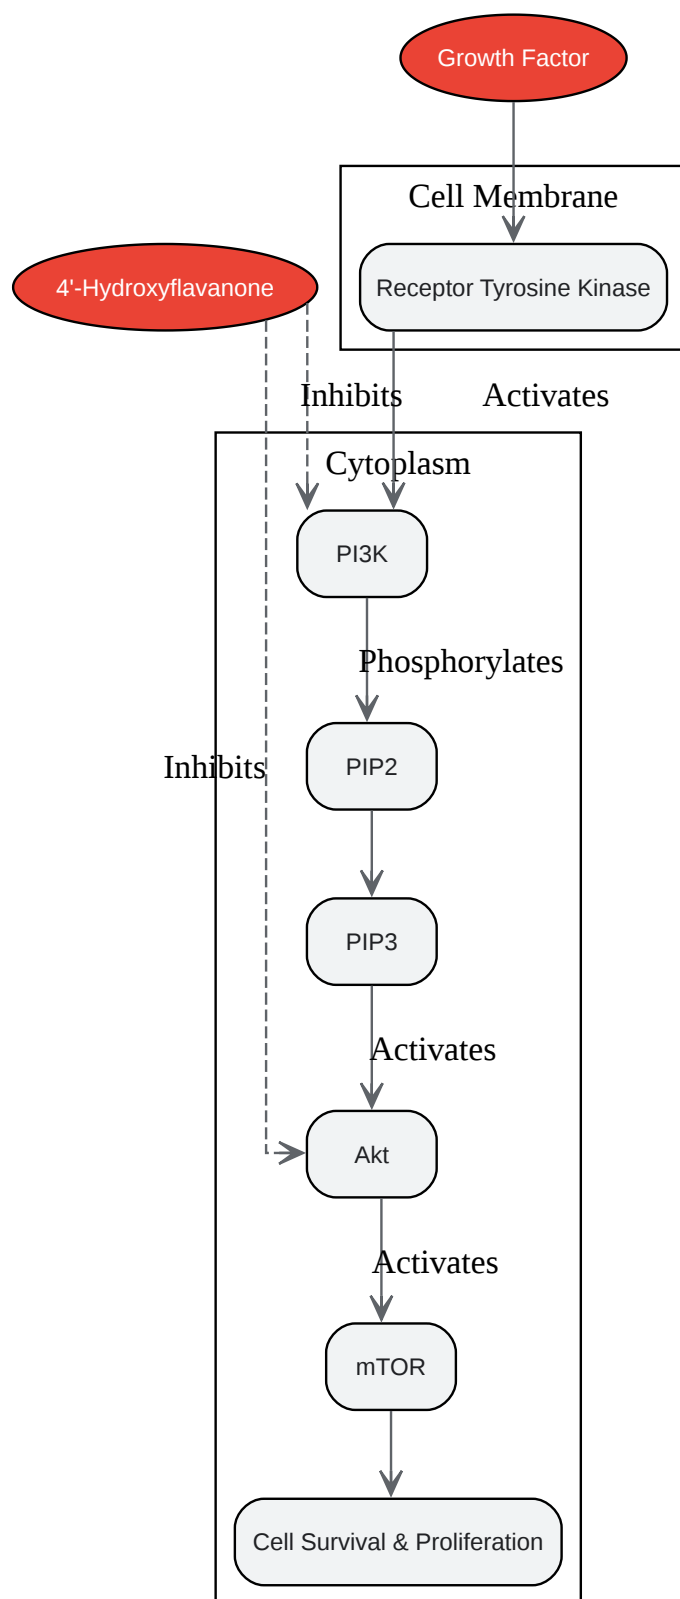 Growth Factor
Cell Membrane
4'-Hydroxyflavanone
Receptor Tyrosine Kinase
Inhibits
Activates
Cytoplasm
PI3K
Phosphorylates
Inhibits
PIP2
PIP3
Activates
Akt
Activates
mTOR
Cell Survival & Proliferation